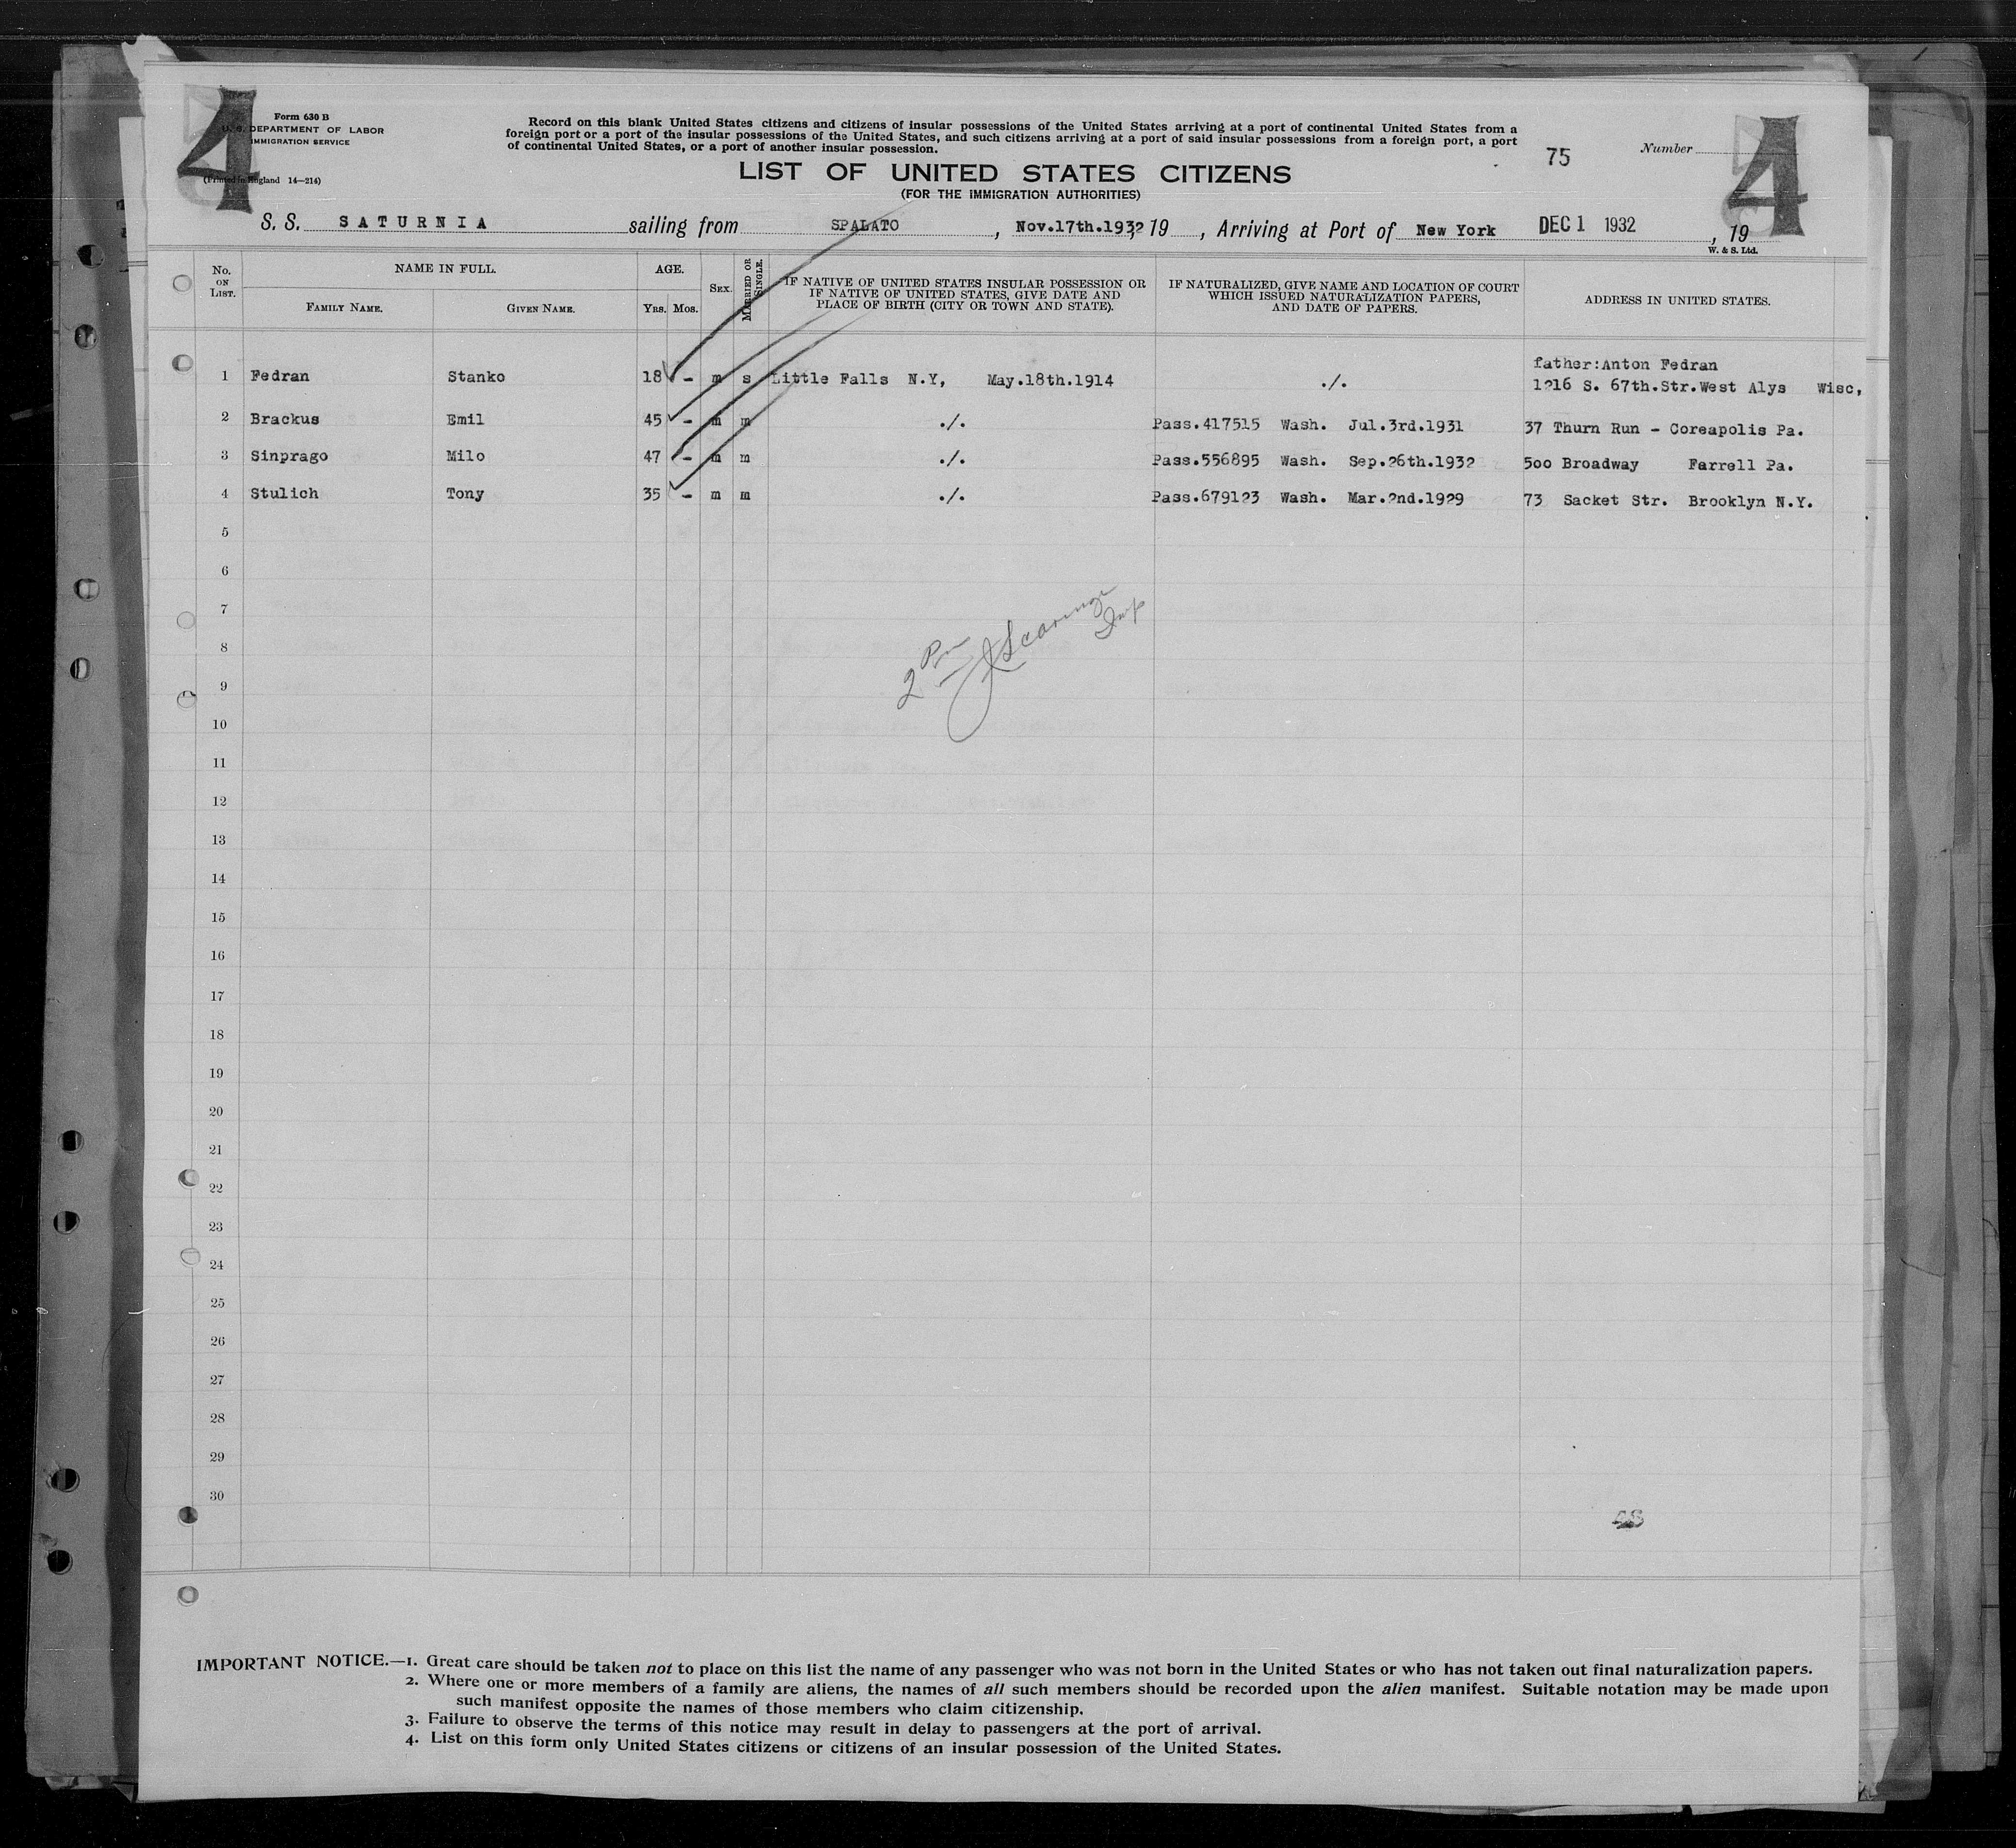 4
Form 630 B
U. S. DEPARTMENT OF LABOR
IMMIGRATION SERVICE
(Printed in England 14—214)
Record on this blank United States citizens and citizens of insular possessions of the United States arriving at a port of continental United States from a
foreign port or a port of the insular possessions of the United States, and such citizens arriving at a port of said insular possessions from a foreign port, a port
of continental United States, or a port of another insular possession.
75
Number
4
LIST OF UNITED STATES CITIZENS
(FOR THE IMMIGRATION AUTHORITIES)
S. S. SATURNIA sailing from SPALATO, Nov.17th.1932, 19 , Arriving at Port of New York DEC 1 1932 , 19
W. & S. Ltd.
No. ON LIST. NAME IN FULL. AGE. SEX. MARRIED OR SINGLE. IF NATIVE OF UNITED STATES INSULAR POSSESSION OR
IF NATIVE OF UNITED STATES, GIVE DATE AND
PLACE OF BIRTH (CITY OR TOWN AND STATE). IF NATURALIZED, GIVE NAME AND LOCATION OF COURT
WHICH ISSUED NATURALIZATION PAPERS,
AND DATE OF PAPERS. ADDRESS IN UNITED STATES.
FAMILY NAME. GIVEN NAME. YRS. MOS.
father:Anton Fedran
1 Fedran Stanko 18 - m s Little Falls N.Y, May.18th.1914 ./. 1216 S. 67th.Str.West Alys Wisc,
2 Brackus Emil 45 - m m ./. Pass.417515 Wash. Jul.3rd.1931 37 Thurn Run - Coreapolis Pa.
3 Sinprago Milo 47 - m m ./. Pass.556895 Wash. Sep.26th.1932 500 Broadway Farrell Pa.
4 Stulich Tony 35 - m m ./. Pass.679123 Wash. Mar.2nd.1929 73 Sacket Str. Brooklyn N.Y.
5
6
7
8
9
10
11
12
13
14
15
16
17
18
19
20
21
22
23
24
25
26
27
28
29
30
2 Pm
IMPORTANT NOTICE.—1. Great care should be taken not to place on this list the name of any passenger who was not born in the United States or who has not taken out final naturalization papers.
2. Where one or more members of a family are aliens, the names of all such members should be recorded upon the alien manifest. Suitable notation may be made upon
such manifest opposite the names of those members who claim citizenship.
3. Failure to observe the terms of this notice may result in delay to passengers at the port of arrival.
4. List on this form only United States citizens or citizens of an insular possession of the United States.